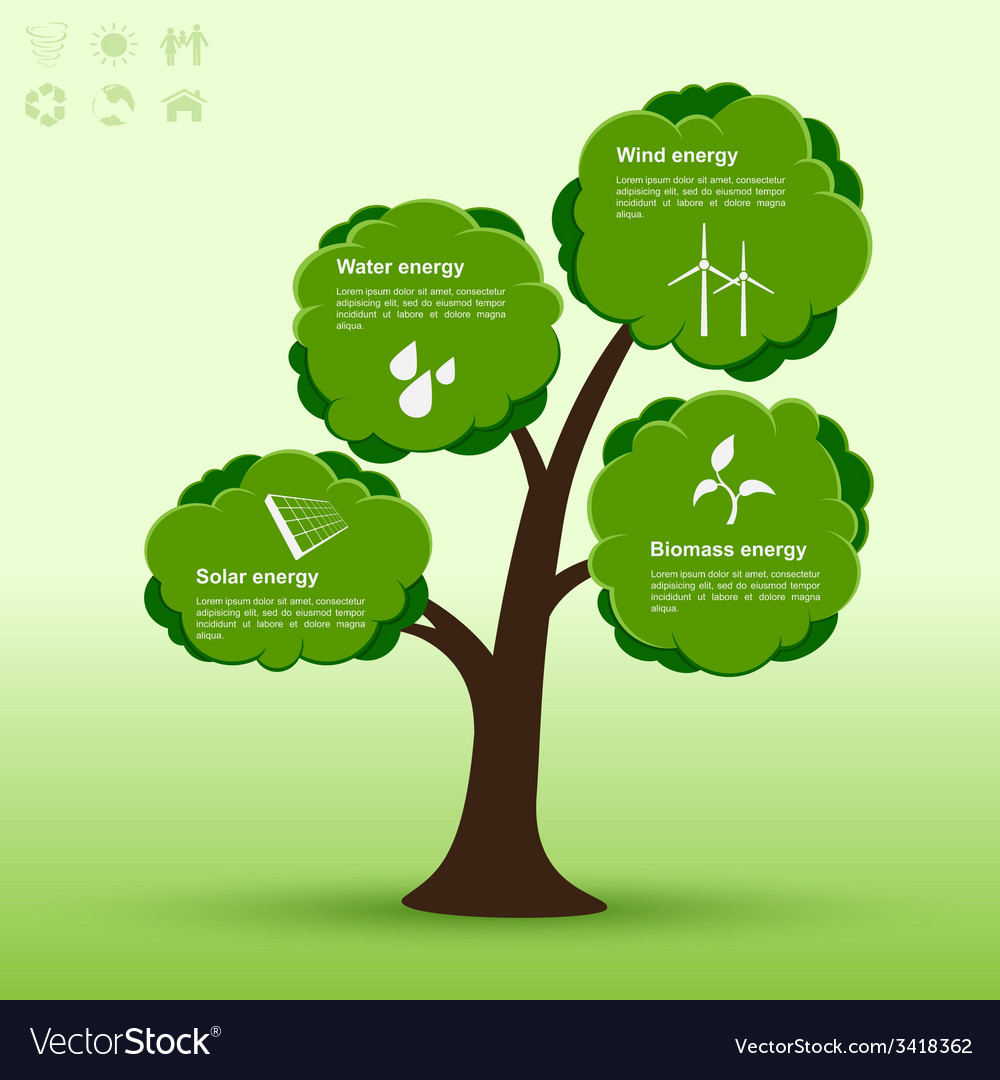 Wind energy
Lorem ipsum dolor sit amet, consectetur
adipisicing elit, sed do eiusmod tempor
incididunt ut labore et dolore magna
aliqua.
Water energy
Lorem ipsum dolor sit amet, consectetur
adipisicing elit, sed do eiusmod tempor
incididunt ut labore et dolore magna
aliqua.
Biomass energy
Lorem ipsum dolor sit amet, consectetur
adipisicing elit, sed do eiusmod tempor
incididunt ut labore et dolore magna
aliqua.
Solar energy
Lorem ipsum dolor sit amet, consectetur
adipisicing elit, sed do eiusmod tempor
incididunt ut labore et dolore magna
aliqua.
VectorStock®
VectorStock.com/3418362